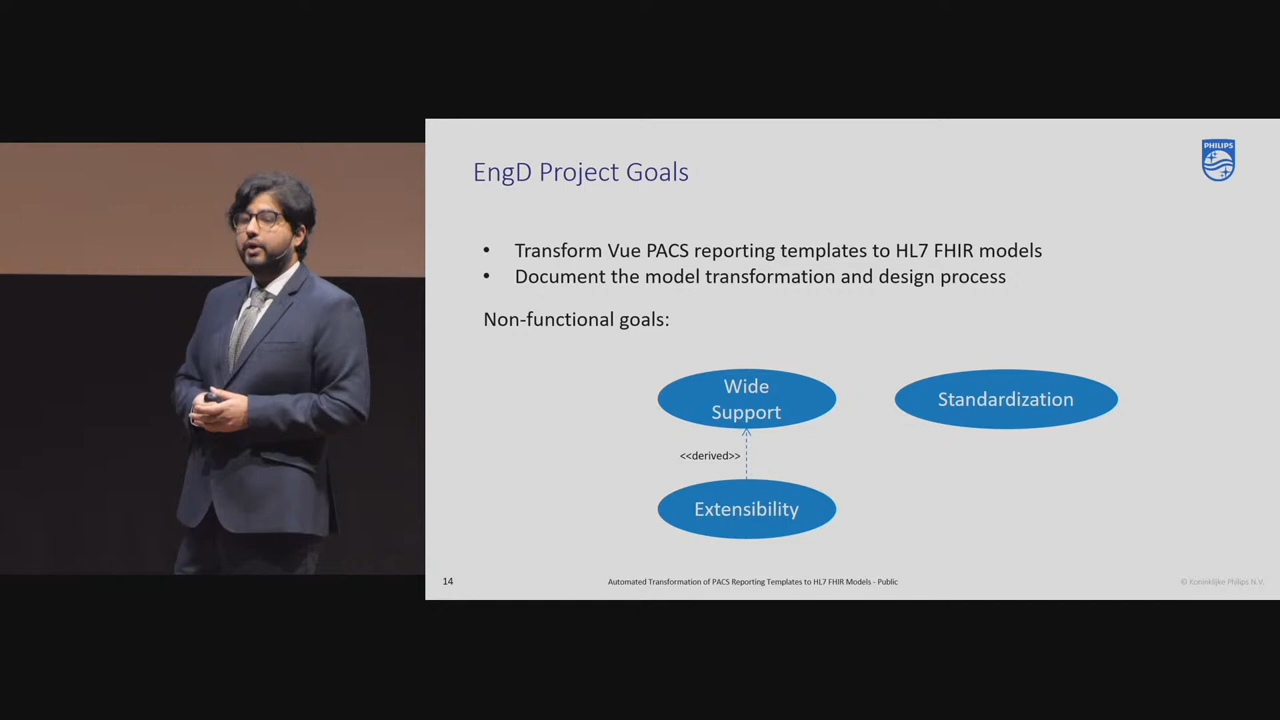 PHILIPS
EngD Project Goals
• Transform Vue PACS reporting templates to HL7 FHIR models
• Document the model transformation and design process
Non-functional goals:
Wide
Support
Standardization
<<derived>>
Extensibility
14
Automated Transformation of PACS Reporting Templates to HL7 FHIR Models - Public
© Koninklijke Philips N.V.